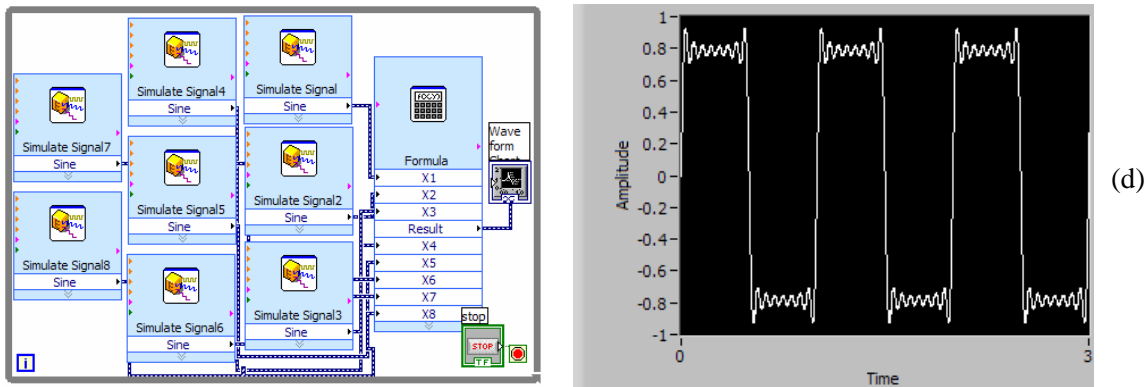 Simulate Signal4
Sine
Simulate Signal
Sine
Simulate Signal7
Sine
Simulate Signal5
Sine
Simulate Signal2
Sine
Simulate Signal8
Sine
Simulate Signal6
Sine
Simulate Signal3
Sine
F(X,Y)
Formula
X1
X2
X3
Result
X4
X5
X6
X7
X8
Wave
form
Chart
stop
STOP
TF
i
1
0.8
0.6
0.4
0.2
0
-0.2
-0.4
-0.6
-0.8
-1
Amplitude
0
3
Time
(d)